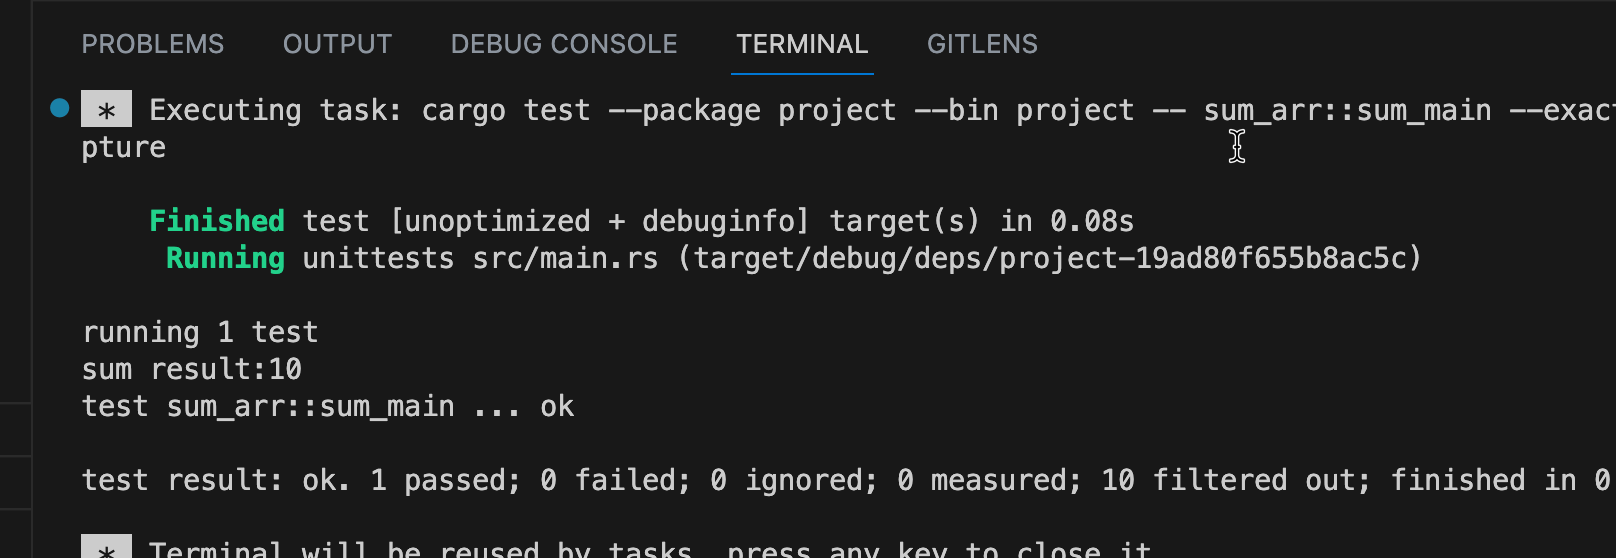 PROBLEMS OUTPUT DEBUG CONSOLE TERMINAL GITLENS
* Executing task: cargo test --package project --bin project -- sum_arr::sum_main --exac
pture
Finished test [unoptimized + debuginfo] target(s) in 0.08s
Running unittests src/main.rs (target/debug/deps/project-19ad80f655b8ac5c)
running 1 test
sum result:10
test sum_arr::sum_main ... ok
test result: ok. 1 passed; 0 failed; 0 ignored; 0 measured; 10 filtered out; finished in 0
* Terminal will be reused by tasks, press any key to close it.